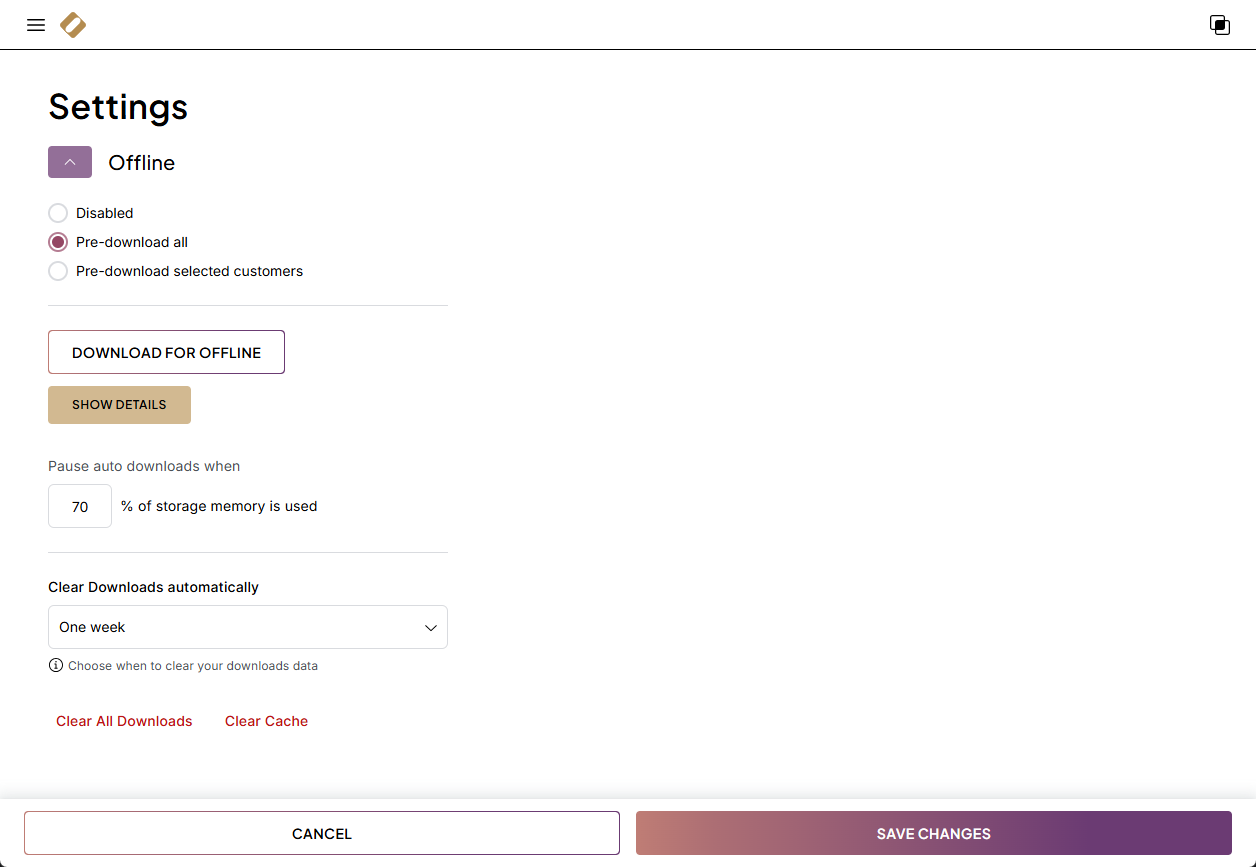 Settings
Offline
Disabled
Pre-download all
Pre-download selected customers
DOWNLOAD FOR OFFLINE
SHOW DETAILS
Pause auto downloads when
70 % of storage memory is used
Clear Downloads automatically
One week
Choose when to clear your downloads data
Clear All Downloads Clear Cache
CANCEL SAVE CHANGES